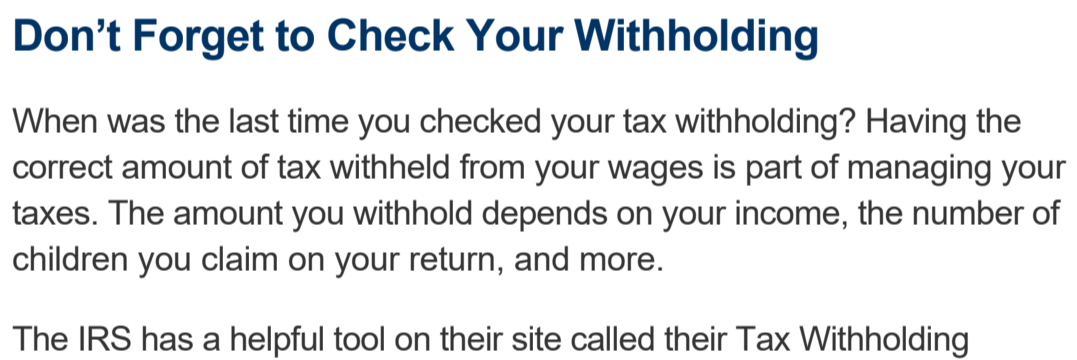 Don’t Forget to Check Your Withholding
When was the last time you checked your tax withholding? Having the
correct amount of tax withheld from your wages is part of managing your
taxes. The amount you withhold depends on your income, the number of
children you claim on your return, and more.
The IRS has a helpful tool on their site called their Tax Withholding